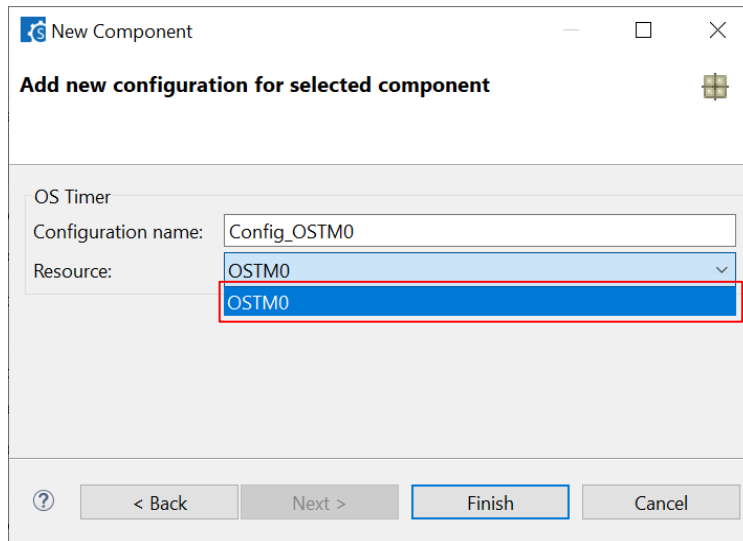 New Component
Add new configuration for selected component
OS Timer
Configuration name: Config_OSTM0
Resource: OSTM0
OSTM0
? < Back Next > Finish Cancel